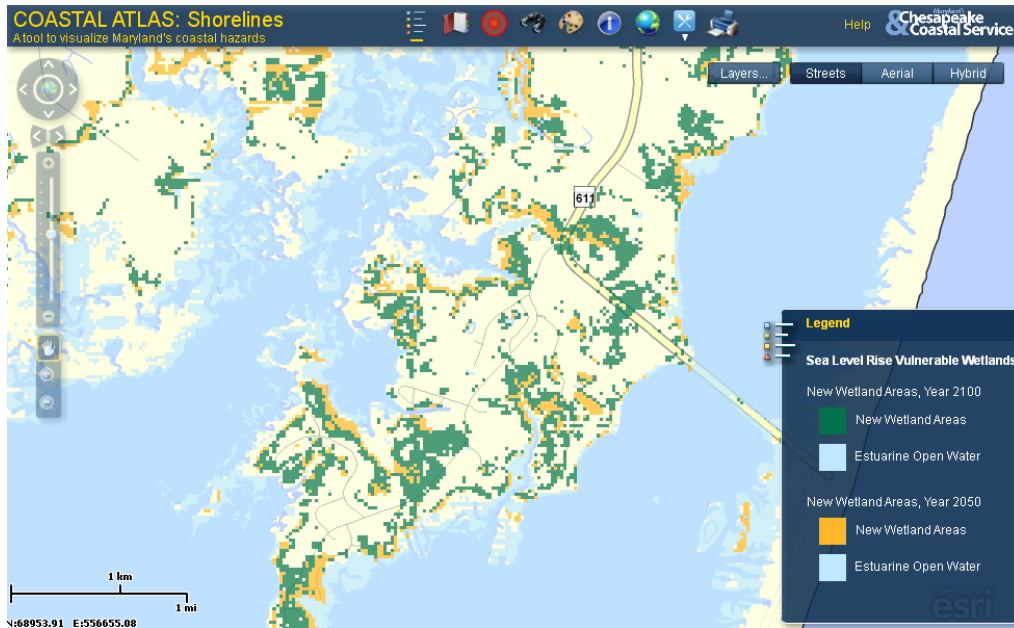 COASTAL ATLAS: Shorelines
A tool to visualize Maryland's coastal hazards
Help
Maryland's
Chesapeake
& Coastal Service
Layers...
Streets
Aerial
Hybrid
611
Legend
Sea Level Rise Vulnerable Wetlands
New Wetland Areas, Year 2100
New Wetland Areas
Estuarine Open Water
New Wetland Areas, Year 2050
New Wetland Areas
Estuarine Open Water
1 km
1 mi
N:68953.91 E:556655.08
POWERED BY
esri